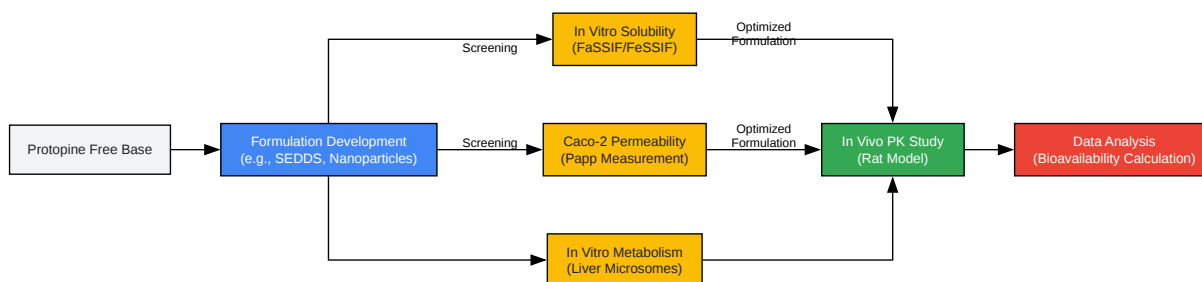 In Vitro Solubility
(FaSSIF/FeSSIF)
Screening
Optimized
Formulation
Protopine Free Base
Formulation Development
(e.g., SEDDS, Nanoparticles)
Screening
Caco-2 Permeability
(Papp Measurement)
Optimized
Formulation
In Vivo PK Study
(Rat Model)
Data Analysis
(Bioavailability Calculation)
In Vitro Metabolism
(Liver Microsomes)